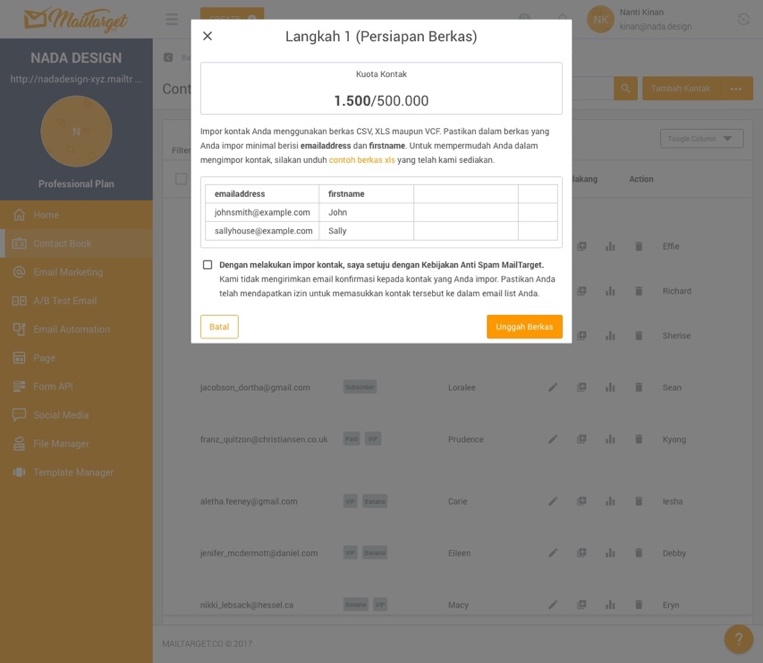 MailTarget
CREATE
Nanti Kinan
NK
kinan@nada.design
NADA DESIGN
http://nadadesign-xyz.mailtr ...
N
Professional Plan
Home
Contact Book
Email Marketing
A/B Test Email
Email Automation
Page
Form API
Social Media
File Manager
Template Manager
Langkah 1 (Persiapan Berkas)
Kuota Kontak
1.500/500.000
Impor kontak Anda menggunakan berkas CSV, XLS maupun VCF. Pastikan dalam berkas yang
Anda impor minimal berisi emailaddress dan firstname. Untuk mempermudah Anda dalam
mengimpor kontak, silakan unduh contoh berkas xls yang telah kami sediakan.
emailaddress firstname
johnsmith@example.com John
sallyhouse@example.com Sally
Dengan melakukan impor kontak, saya setuju dengan Kebijakan Anti Spam MailTarget.
Kami tidak mengirimkan email konfirmasi kepada kontak yang Anda impor. Pastikan Anda
telah mendapatkan izin untuk memasukkan kontak tersebut ke dalam email list Anda.
Batal Unggah Berkas
Ba
Cont
Tambah Kontak ...
Toggle Column
Filter
lakang Action
Effie
Richard
Sherise
jacobson_dortha@gmail.com Subscriber Loralee Sean
franz_quitzon@christiansen.co.uk Paid VIP Prudence Kyong
aletha.feeney@gmail.com VIP Banana Carie Iesha
jenifer_mcdermott@daniel.com VIP Banana Eileen Debby
nikki_lebsack@hessel.ca Banana VIP Macy Eryn
MAILTARGET.CO © 2017
?